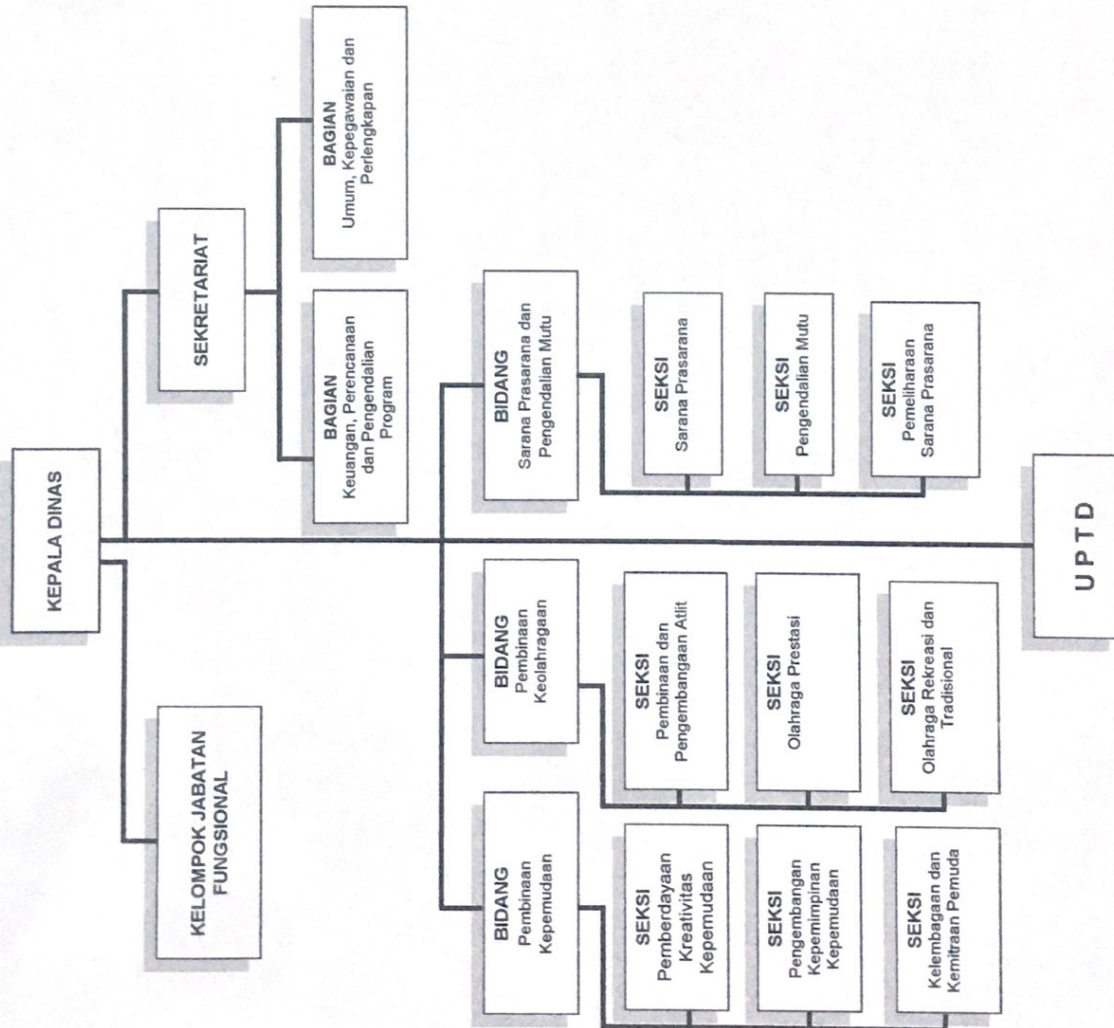 KEPALA DINAS
KELOMPOK JABATAN
FUNGSIONAL
SEKRETARIAT
BAGIAN
Keuangan, Perencanaan
dan Pengendalian
Program
BAGIAN
Umum, Kepegawaian dan
Perlengkapan
BIDANG
Pembinaan
Kepemudaan
SEKSI
Pemberdayaan
Kreativitas
Kepemudaan
SEKSI
Pengembangan
Kepemimpinan
Kepemudaan
SEKSI
Kelembagaan dan
Kemitraan Pemuda
BIDANG
Pembinaan
Keolahragaan
SEKSI
Pembinaan dan
Pengembangaan Atlit
SEKSI
Olahraga Prestasi
SEKSI
Olahraga Rekreasi dan
Tradisional
BIDANG
Sarana Prasarana dan
Pengendalian Mutu
SEKSI
Sarana Prasarana
SEKSI
Pengendalian Mutu
SEKSI
Pemeliharaan
Sarana Prasarana
U P T D